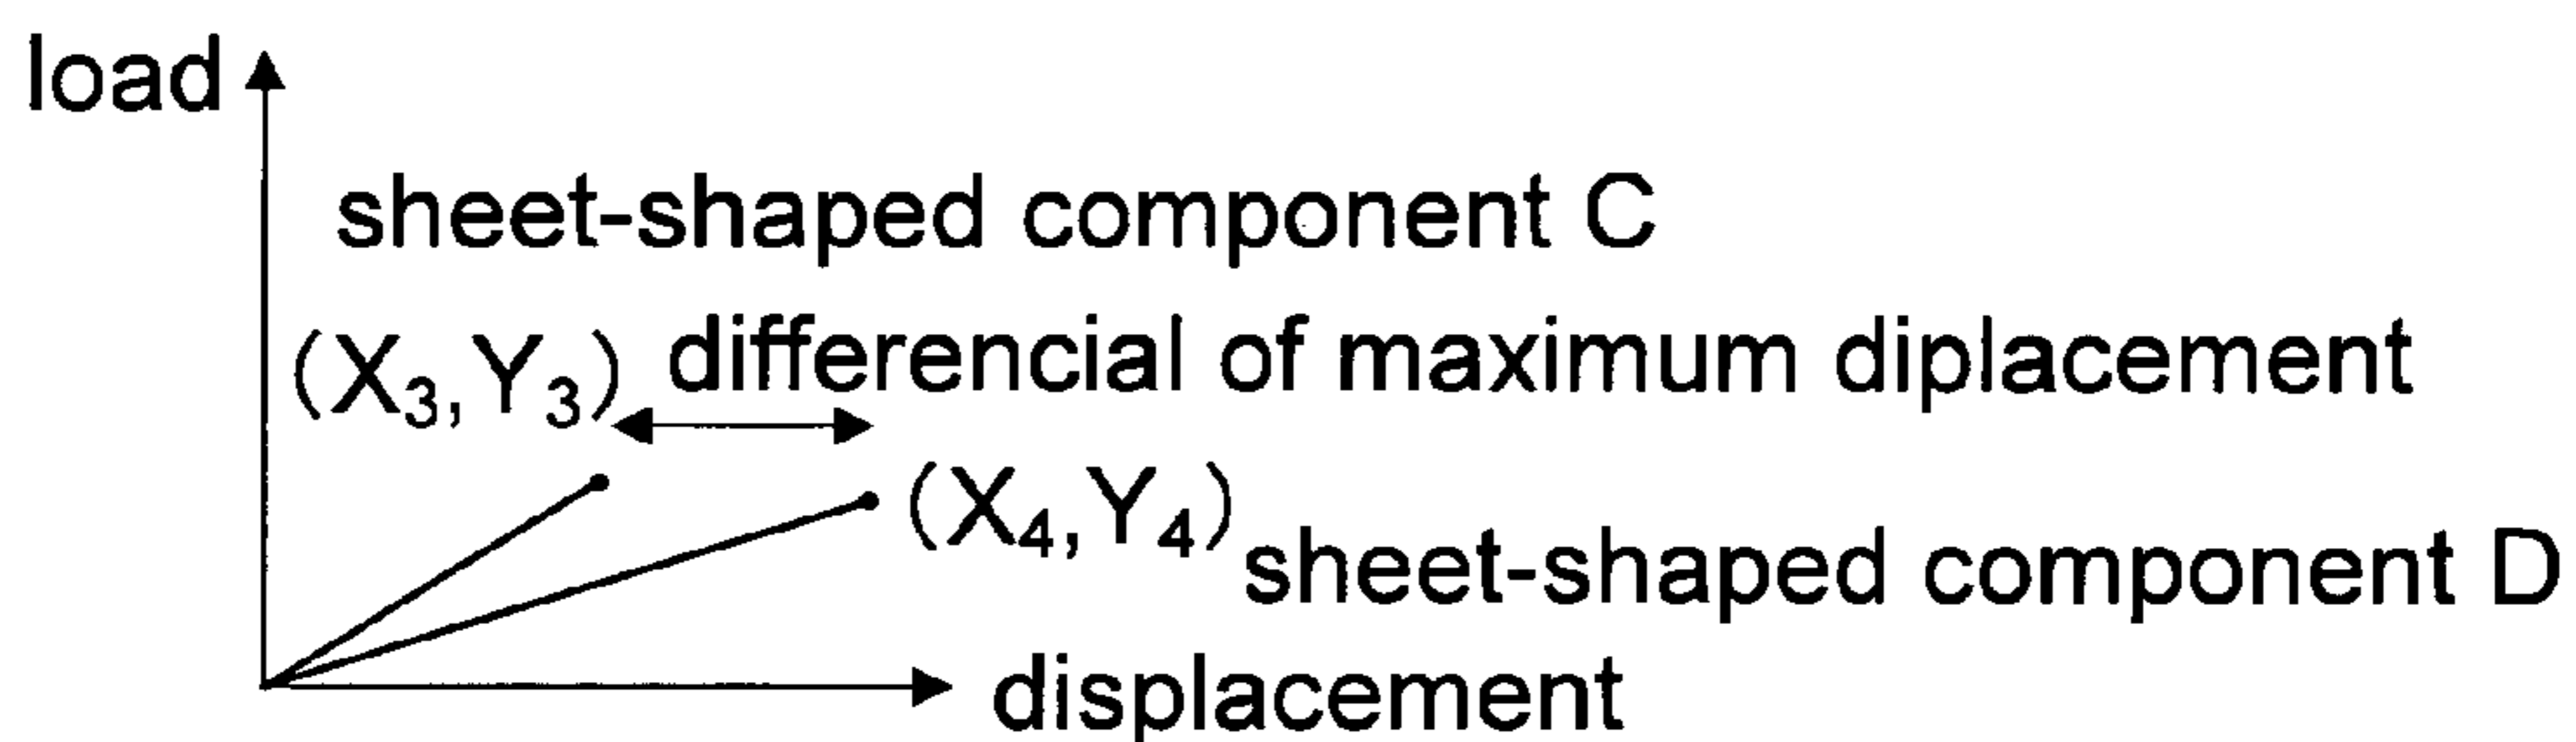 load
sheet-shaped component C
(X₃,Y₃) differencial of maximum diplacement
(X₄,Y₄)
sheet-shaped component D
displacement